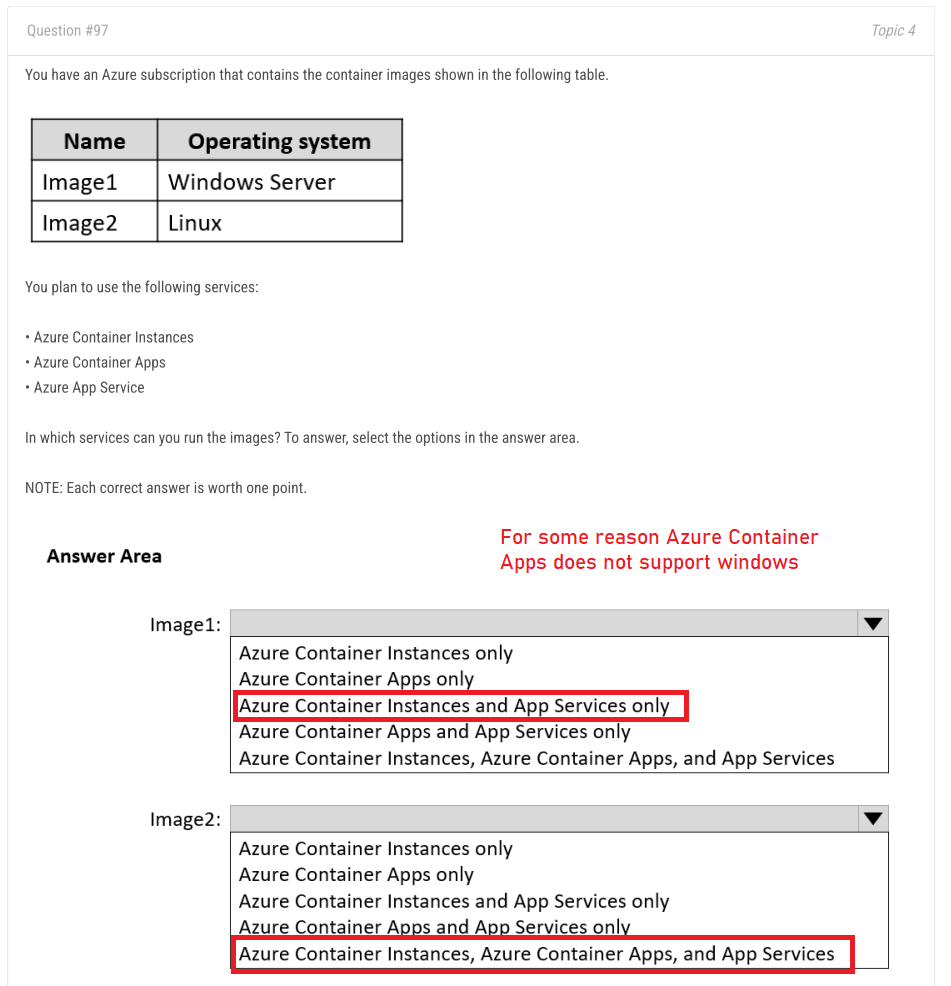 Question #97
Topic 4
You have an Azure subscription that contains the container images shown in the following table.
Name Operating system
Image1 Windows Server
Image2 Linux
You plan to use the following services:
• Azure Container Instances
• Azure Container Apps
• Azure App Service
In which services can you run the images? To answer, select the options in the answer area.
NOTE: Each correct answer is worth one point.
For some reason Azure Container
Apps does not support windows
Answer Area
Image1:
Azure Container Instances only
Azure Container Apps only
Azure Container Instances and App Services only
Azure Container Apps and App Services only
Azure Container Instances, Azure Container Apps, and App Services
Image2:
Azure Container Instances only
Azure Container Apps only
Azure Container Instances and App Services only
Azure Container Apps and App Services only
Azure Container Instances, Azure Container Apps, and App Services